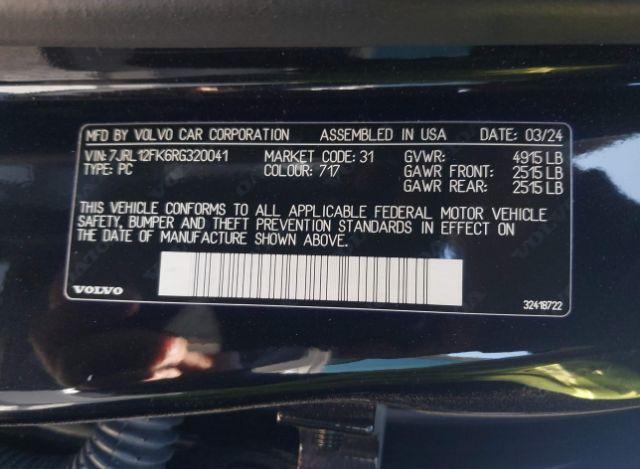 MFD BY VOLVO CAR CORPORATION ASSEMBLED IN USA DATE: 03/24
VIN: 7JRL12FK6RG320041 MARKET CODE: 31 GVWR: 4915 LB
TYPE: PC COLOUR: 717 GAWR FRONT: 2515 LB
GAWR REAR: 2515 LB
THIS VEHICLE CONFORMS TO ALL APPLICABLE FEDERAL MOTOR VEHICLE
SAFETY, BUMPER AND THEFT PREVENTION STANDARDS IN EFFECT ON
THE DATE OF MANUFACTURE SHOWN ABOVE.
VOLVO 32418722